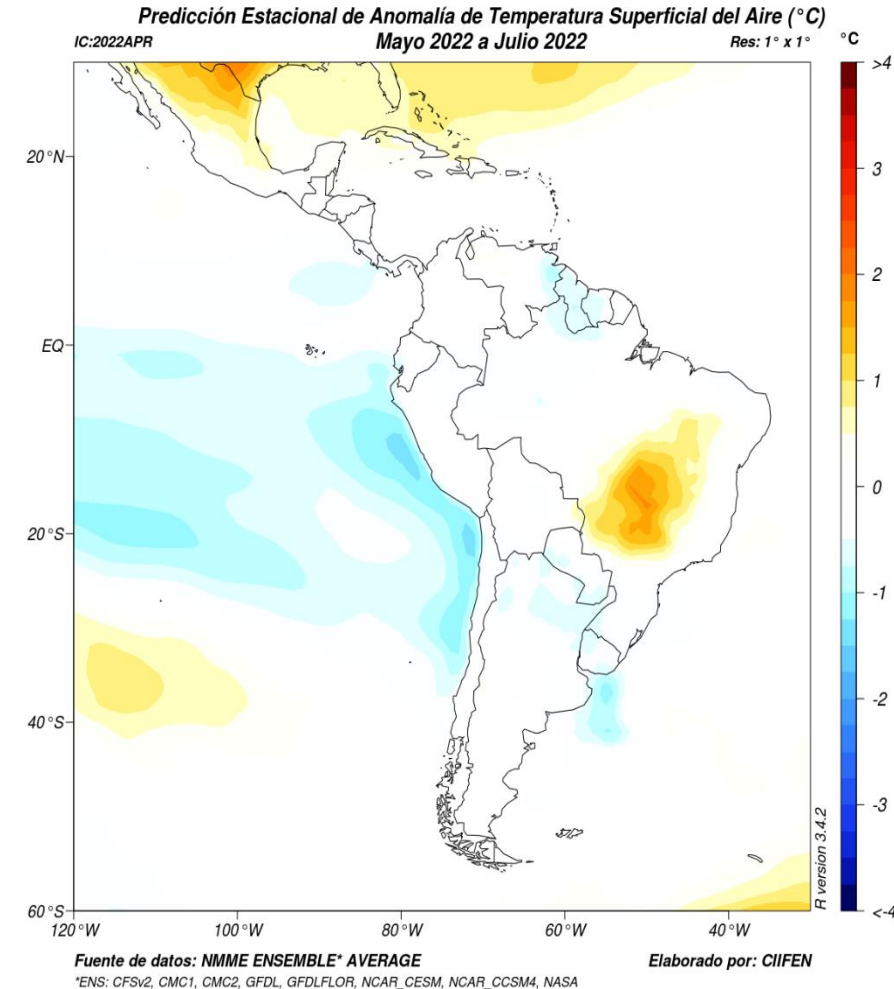 Predicción Estacional de Anomalía de Temperatura Superficial del Aire (°C)
IC:2022APR
Mayo 2022 a Julio 2022
Res: 1° x 1°
°C
>4
3
2
1
0
-1
-2
-3
<-4
20°N
EQ
20°S
40°S
60°S
120°W
100°W
80°W
60°W
40°W
R version 3.4.2
Fuente de datos: NMME ENSEMBLE* AVERAGE
Elaborado por: CIIFEN
*ENS: CFSv2, CMC1, CMC2, GFDL, GFDLFLOR, NCAR_CESM, NCAR_CCSM4, NASA